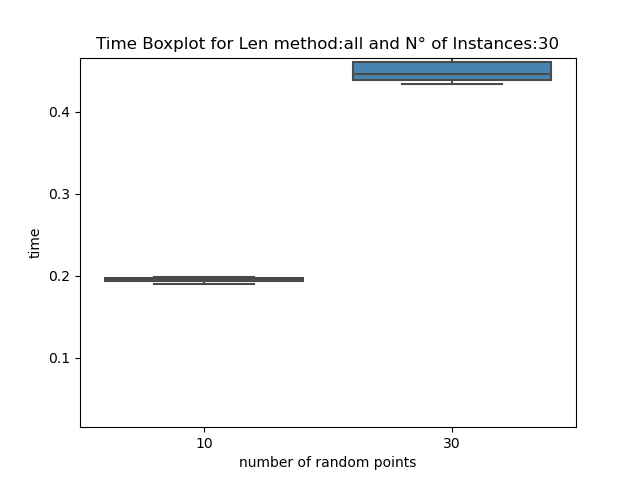 Time Boxplot for Len method:all and N° of Instances:30
0.4
0.3
0.2
0.1
time
10 30
number of random points